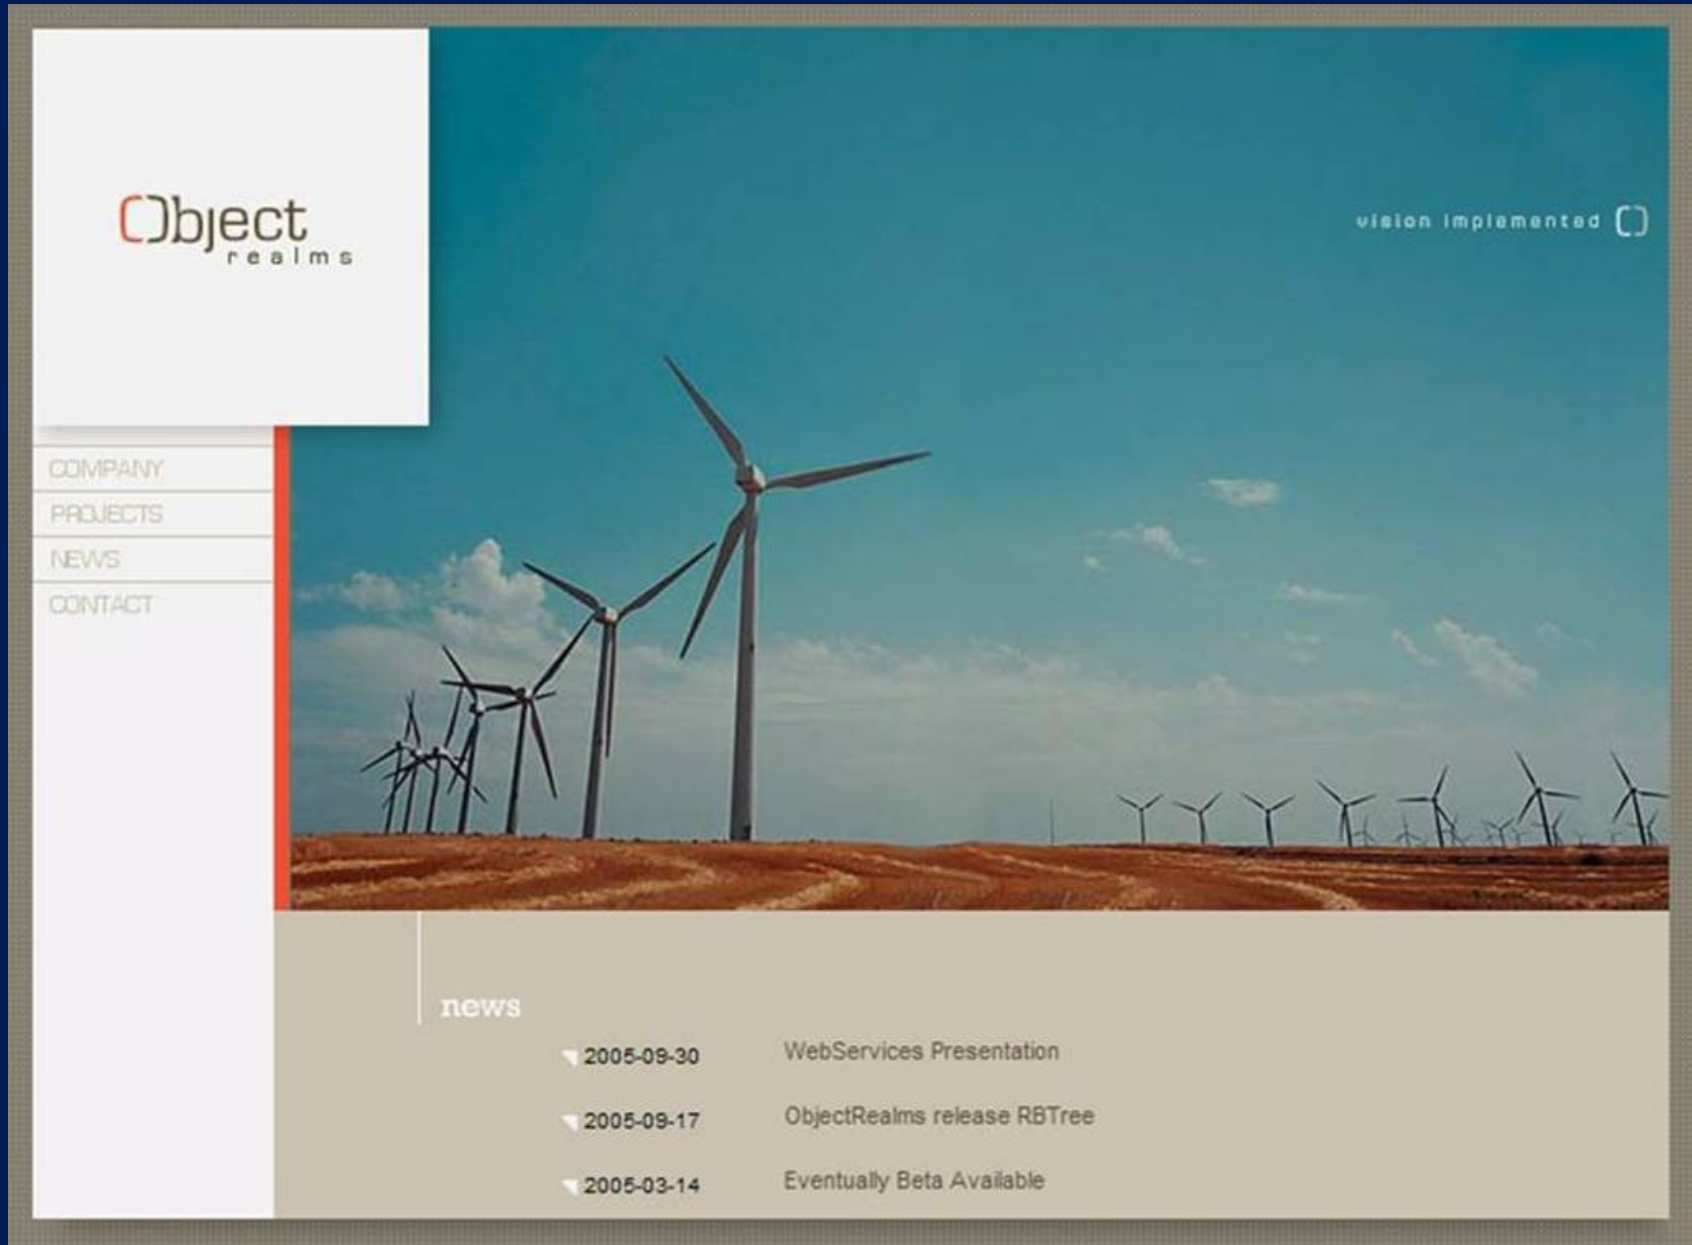 Object
realms
vision implemented []
COMPANY
PROJECTS
NEWS
CONTACT
news
2005-09-30 WebServices Presentation
2005-09-17 ObjectRealms release RBTree
2005-03-14 Eventually Beta Available